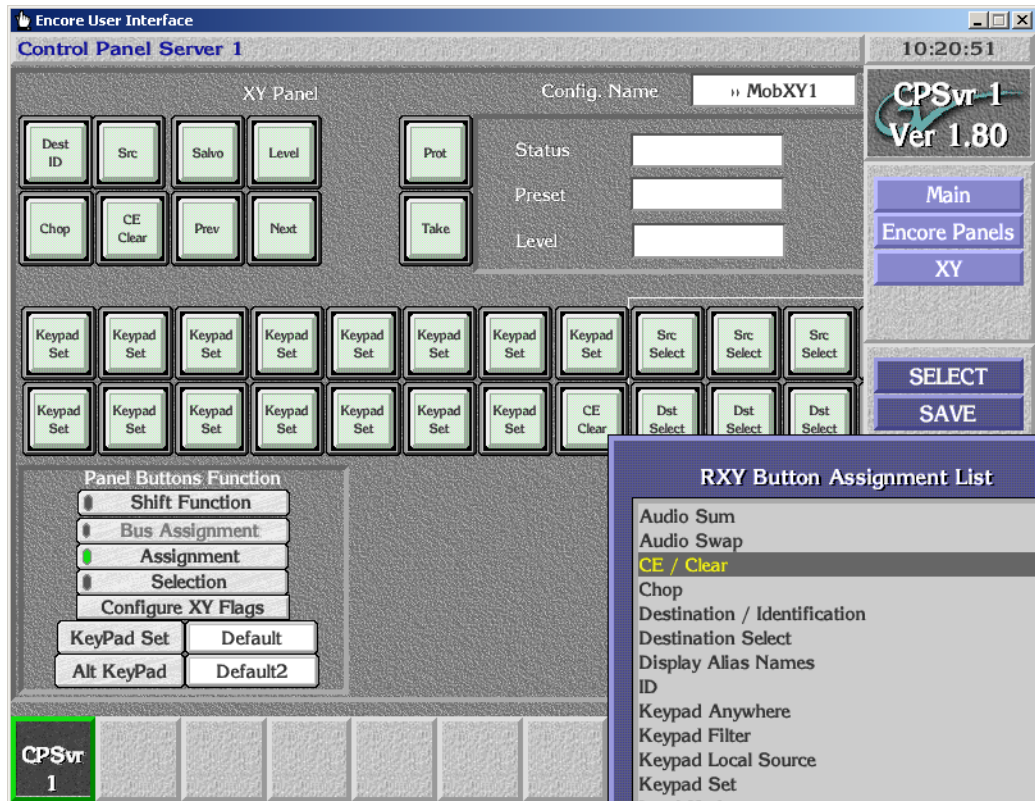 Encore User Interface
Control Panel Server 1
10:20:51
XY Panel
Config. Name
›› MobXY1
CPSvr 1
Ver 1.80
Dest
ID
Src
Salvo
Level
Prot
Status
Preset
Level
Chop
CE
Clear
Prev
Next
Take
Main
Encore Panels
XY
Keypad
Set
Keypad
Set
Keypad
Set
Keypad
Set
Keypad
Set
Keypad
Set
Keypad
Set
Keypad
Set
Src
Select
Src
Select
Src
Select
SELECT
SAVE
Keypad
Set
Keypad
Set
Keypad
Set
Keypad
Set
Keypad
Set
Keypad
Set
Keypad
Set
CE
Clear
Dst
Select
Dst
Select
Dst
Select
Panel Buttons Function
Shift Function
Bus Assignment
Assignment
Selection
Configure XY Flags
KeyPad Set
Default
Alt KeyPad
Default2
RXY Button Assignment List
Audio Sum
Audio Swap
CE / Clear
Chop
Destination / Identification
Destination Select
Display Alias Names
ID
Keypad Anywhere
Keypad Filter
Keypad Local Source
Keypad Set
CPSvr
1